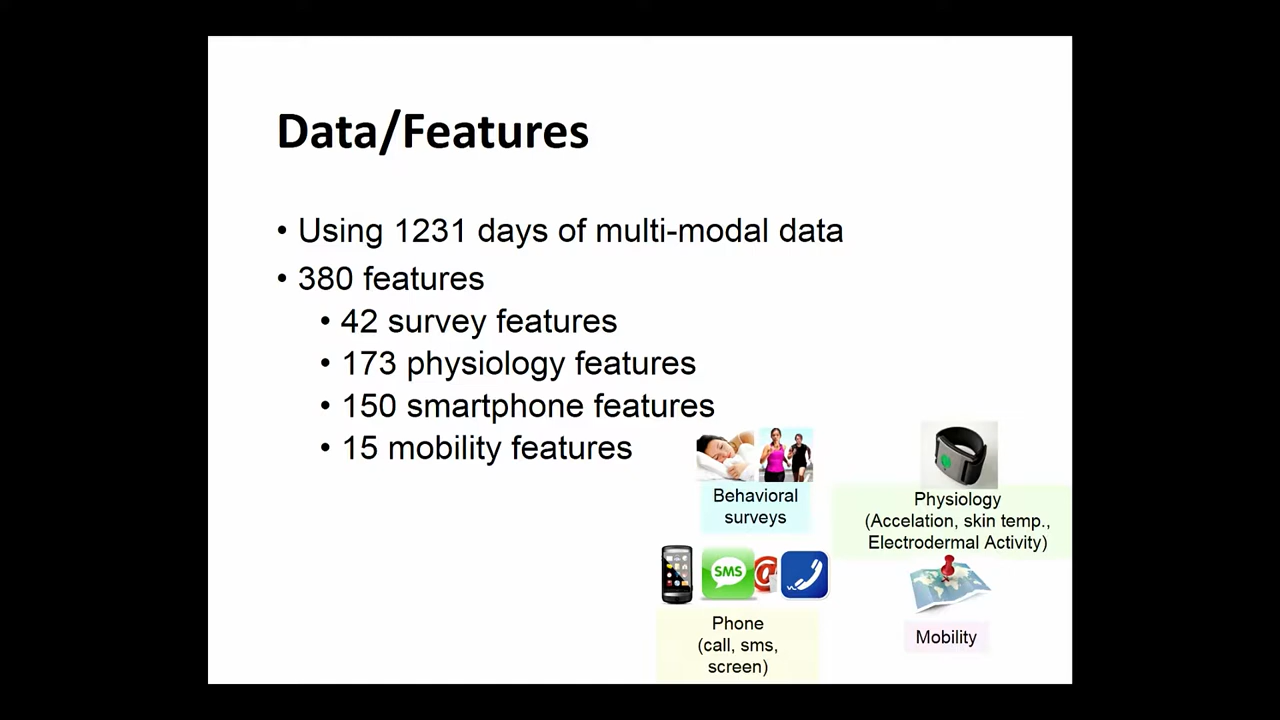 Data/Features
• Using 1231 days of multi-modal data
• 380 features
• 42 survey features
• 173 physiology features
• 150 smartphone features
• 15 mobility features
Behavioral
surveys
Physiology
(Accelation, skin temp.,
Electrodermal Activity)
SMS
@
Phone
(call, sms,
screen)
Mobility